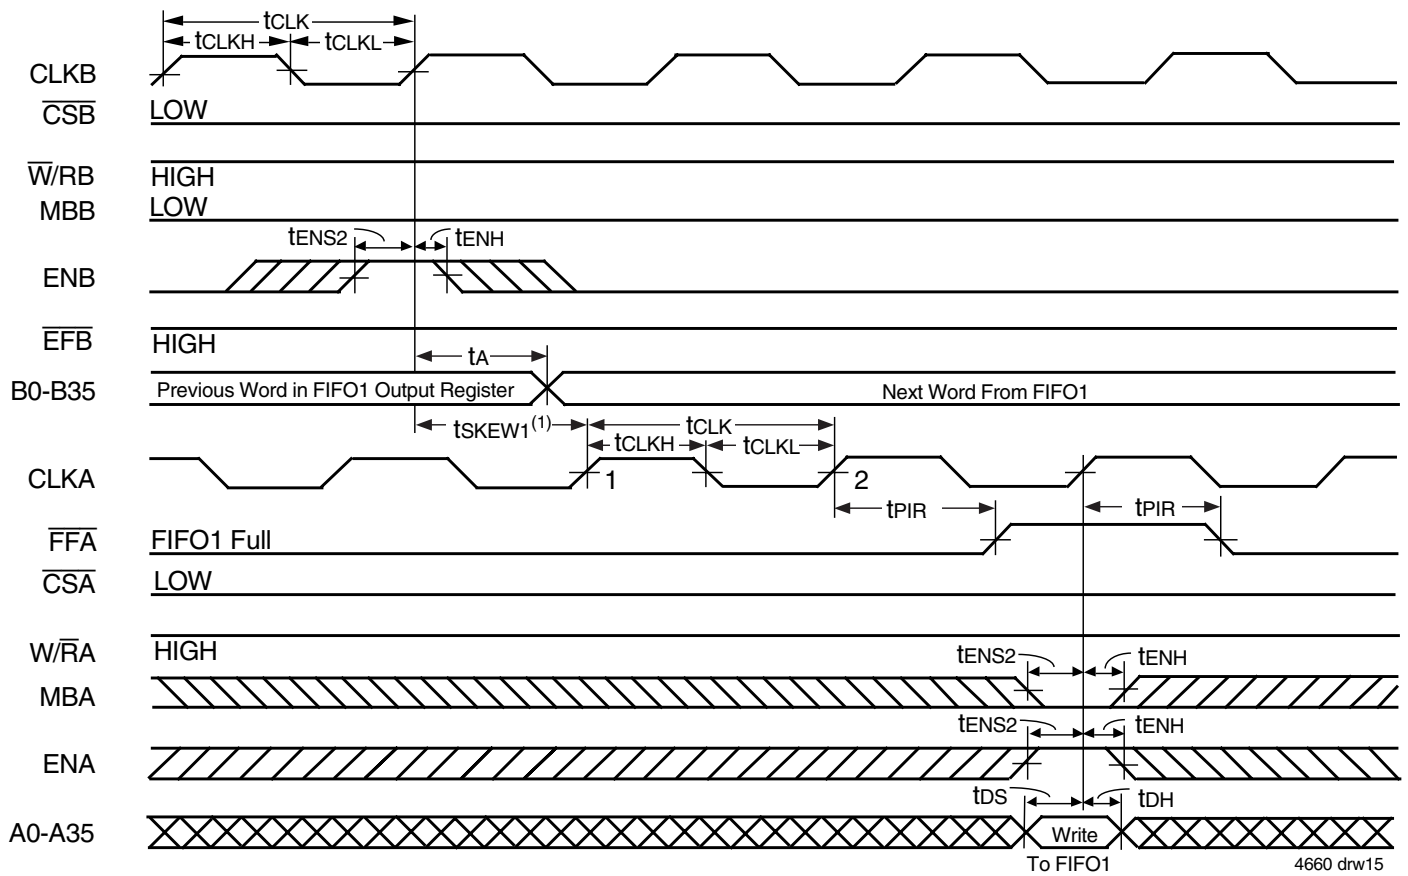 tCLK
tCLKH tCLKL
CLKB
CSB LOW
W/RB HIGH
MBB LOW
tENS2 tENH
ENB
EFB HIGH
tA
B0-B35 Previous Word in FIFO1 Output Register Next Word From FIFO1
tSKEW1(1) tCLK
tCLKH tCLKL
CLKA 1 2
tPIR tPIR
FFA FIFO1 Full
CSA LOW
W/RA HIGH
tENS2 tENH
MBA
tENS2 tENH
ENA
tDS tDH
A0-A35 Write
To FIFO1 4660 drw15